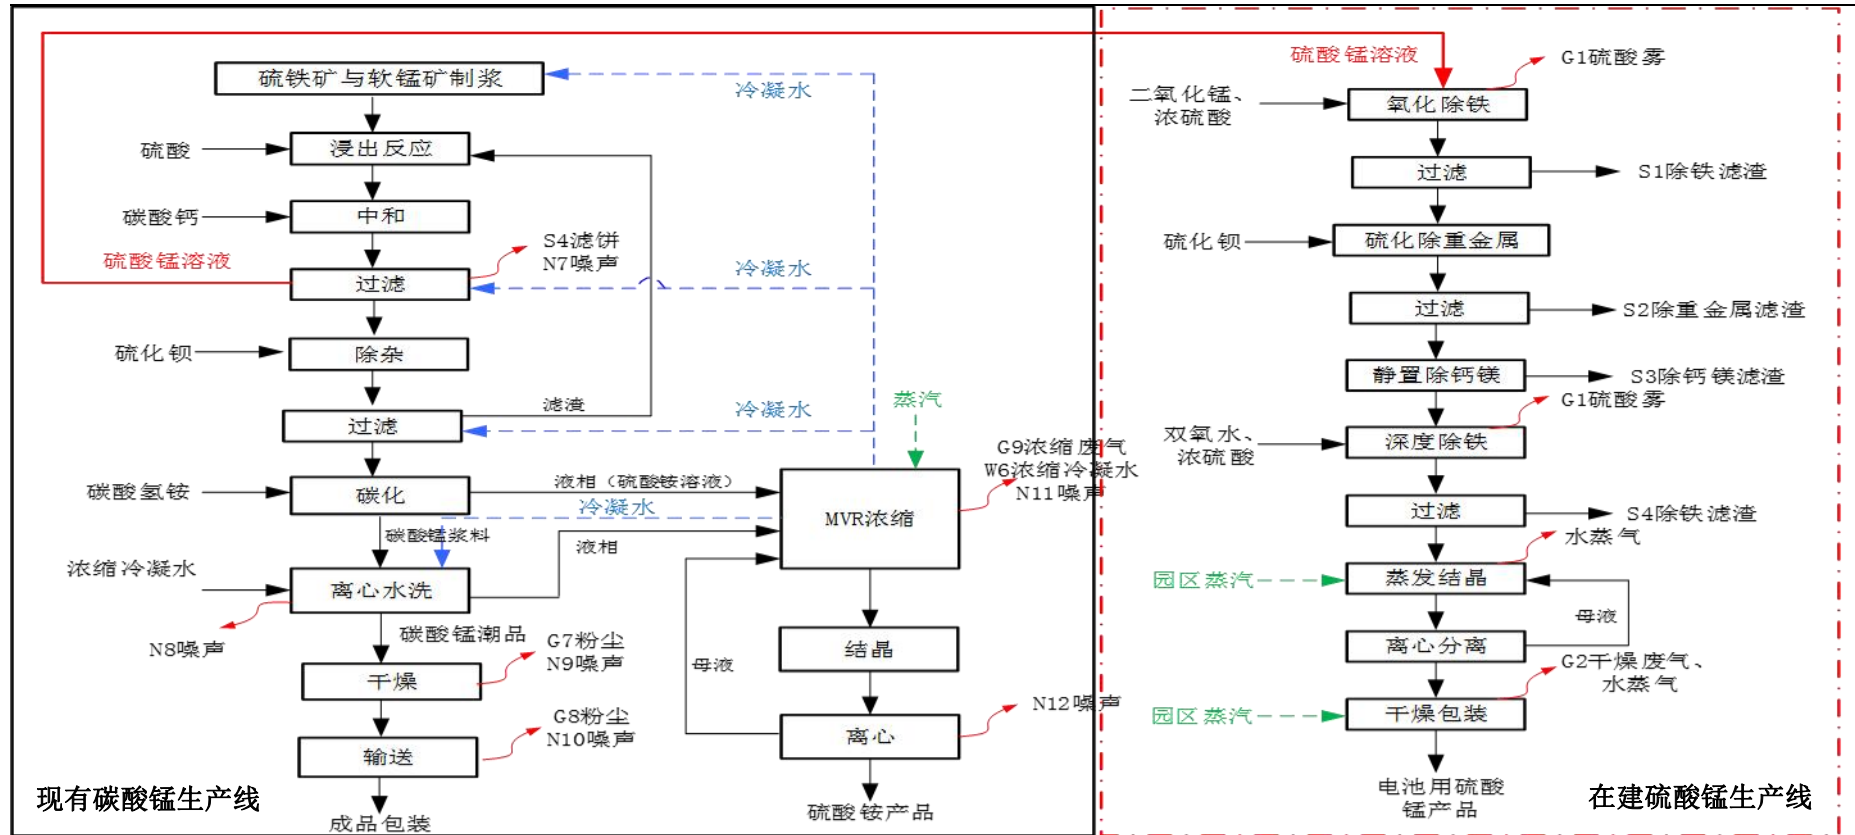 硫铁矿与软锰矿制浆
冷凝水
硫酸
浸出反应
碳酸钙
中和
S4滤饼
N7噪声
硫酸锰溶液
过滤
冷凝水
硫化钡
除杂
滤渣
冷凝水
过滤
蒸汽
碳酸氢铵
碳化
液相（硫酸铵溶液）
冷凝水
MVR浓缩
G9浓缩废气
W6浓缩冷凝水
N11噪声
碳酸锰浆料
液相
浓缩冷凝水
离心水洗
N8噪声
碳酸锰潮品
G7粉尘
N9噪声
干燥
母液
结晶
G8粉尘
N10噪声
输送
离心
N12噪声
现有碳酸锰生产线
成品包装
硫酸铵产品
硫酸锰溶液
G1硫酸雾
二氧化锰、
浓硫酸
氧化除铁
过滤
S1除铁滤渣
硫化钡
硫化除重金属
过滤
S2除重金属滤渣
静置除钙镁
S3除钙镁滤渣
G1硫酸雾
双氧水、
浓硫酸
深度除铁
过滤
S4除铁滤渣
水蒸气
园区蒸汽
蒸发结晶
母液
离心分离
G2干燥废气、
水蒸气
园区蒸汽
干燥包装
电池用硫酸
锰产品
在建硫酸锰生产线